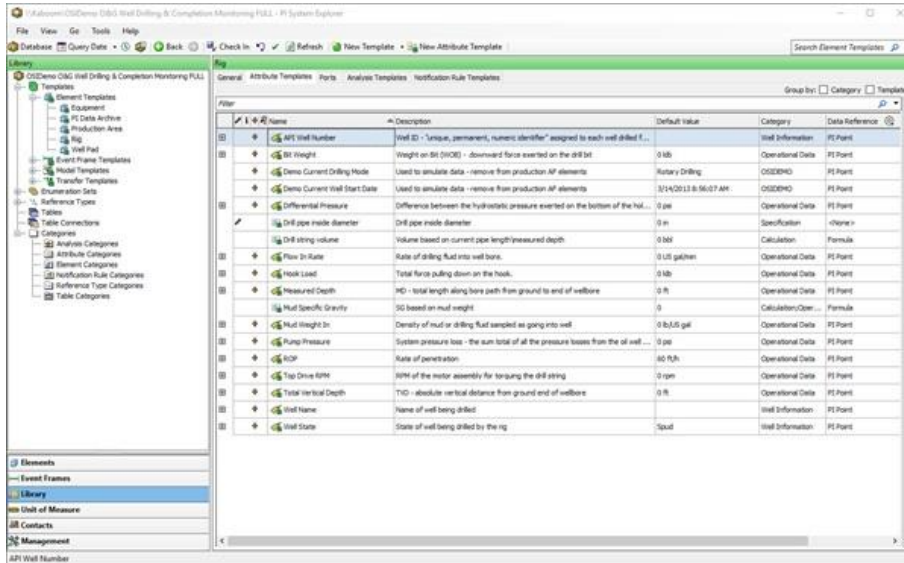 \\Kaboom\OSIDemo O&G Well Drilling & Completion Monitoring FULL - PI System Explorer
File View Go Tools Help
Database Query Date Back Check In Refresh New Template New Attribute Template Search Element Templates
Library
OSIDemo O&G Well Drilling & Completion Monitoring FULL
Templates
Element Templates
Equipment
PI Data Archive
Production Area
Rig
Well Pad
Event Frame Templates
Model Templates
Transfer Templates
Enumeration Sets
Reference Types
Tables
Table Connections
Categories
Analysis Categories
Attribute Categories
Element Categories
Notification Rule Categories
Reference Type Categories
Table Categories
Elements
Event Frames
Library
Unit of Measure
Contacts
Management
Rig
General Attribute Templates Ports Analysis Templates Notification Rule Templates
Group by: Category Template
Filter
Name Description Default Value Category Data Reference
API Well Number Well ID - "unique, permanent, numeric identifier" assigned to each well drilled f... Well Information PI Point
Bit Weight Weight on Bit (WOB) - downward force exerted on the drill bit 0 klb Operational Data PI Point
Demo Current Drilling Mode Used to simulate data - remove from production AF elements Rotary Drilling OSIDEMO PI Point
Demo Current Well Start Date Used to simulate data - remove from production AF elements 3/14/2013 8:56:07 AM OSIDEMO PI Point
Differential Pressure Difference between the hydrostatic pressure exerted on the bottom of the hol... 0 psi Operational Data PI Point
Drill pipe inside diameter Drill pipe inside diameter 0 in Specification <None>
Drill string volume Volume based on current pipe length/measured depth 0 bbl Calculation Formula
Flow In Rate Rate of drilling fluid into well bore. 0 US gal/min Operational Data PI Point
Hook Load Total force pulling down on the hook. 0 klb Operational Data PI Point
Measured Depth MD - total length along bore path from ground to end of wellbore 0 ft Operational Data PI Point
Mud Specific Gravity SG based on mud weight 0 Calculation;Oper... Formula
Mud Weight In Density of mud or drilling fluid sampled as going into well 0 lb/US gal Operational Data PI Point
Pump Pressure System pressure loss - the sum total of all the pressure losses from the oil well ... 0 psi Operational Data PI Point
ROP Rate of penetration 60 ft/h Operational Data PI Point
Top Drive RPM RPM of the motor assembly for torquing the drill string 0 rpm Operational Data PI Point
Total Vertical Depth TVD - absolute vertical distance from ground end of wellbore 0 ft Operational Data PI Point
Well Name Name of well being drilled Well Information PI Point
Well State State of well being drilled by the rig Spud Well Information PI Point
API Well Number